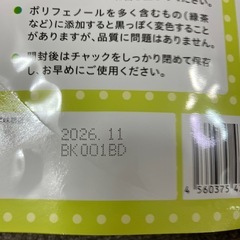 ポリフェノールを多く含むもの(緑茶
など)に添加すると黒っぽく変色すること
がありますが、品質に問題はありません。
開封後はチャックをしっかり閉めて保存
し、お早めにご使用ください。
2026.11
BK001BD
4 560375 4